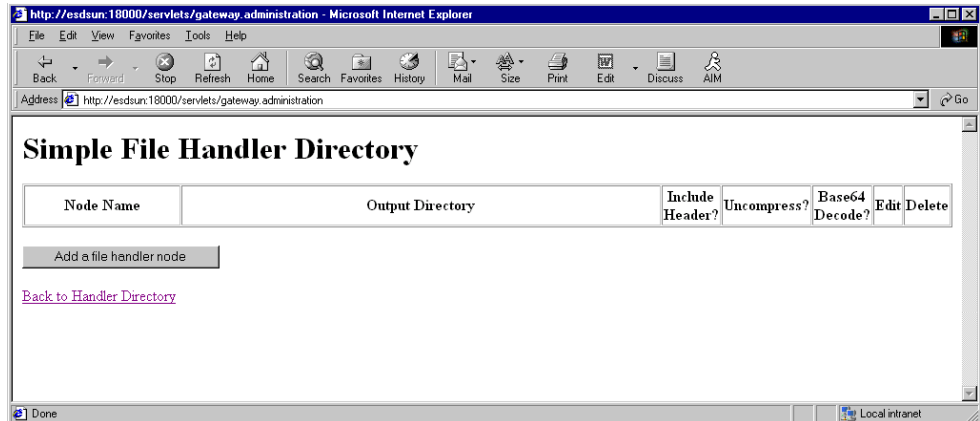 http://esdsun:18000/servlets/gateway.administration - Microsoft Internet Explorer
File Edit View Favorites Tools Help
Back Forward Stop Refresh Home Search Favorites History Mail Size Print Edit Discuss AIM
Address http://esdsun:18000/servlets/gateway.administration Go
Simple File Handler Directory
Node Name Output Directory Include Header? Uncompress? Base64 Decode? Edit Delete
Add a file handler node
Back to Handler Directory
Done Local intranet